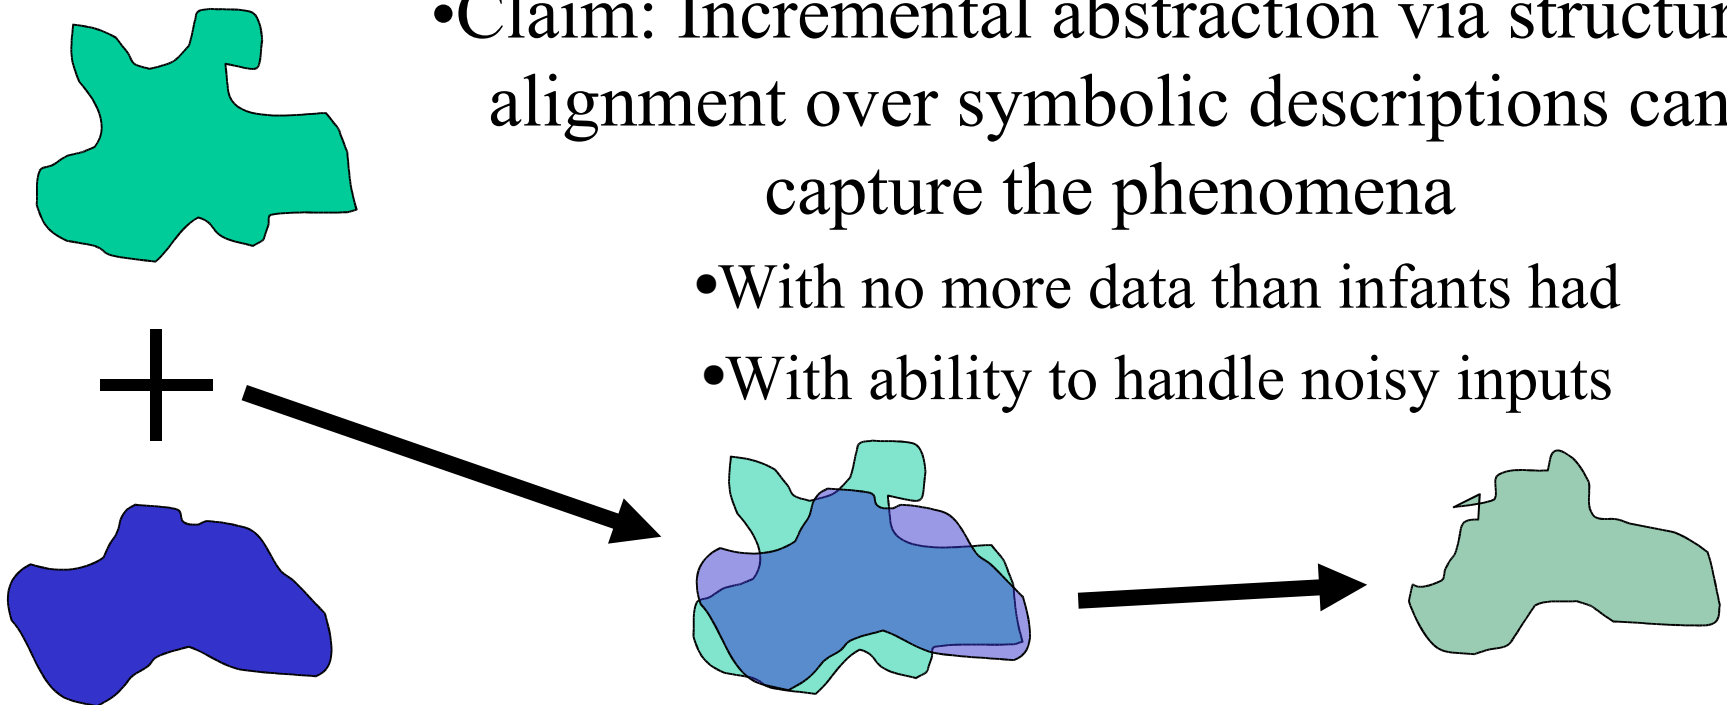 •Claim: Incremental abstraction via structur
alignment over symbolic descriptions can
capture the phenomena
•With no more data than infants had
•With ability to handle noisy inputs